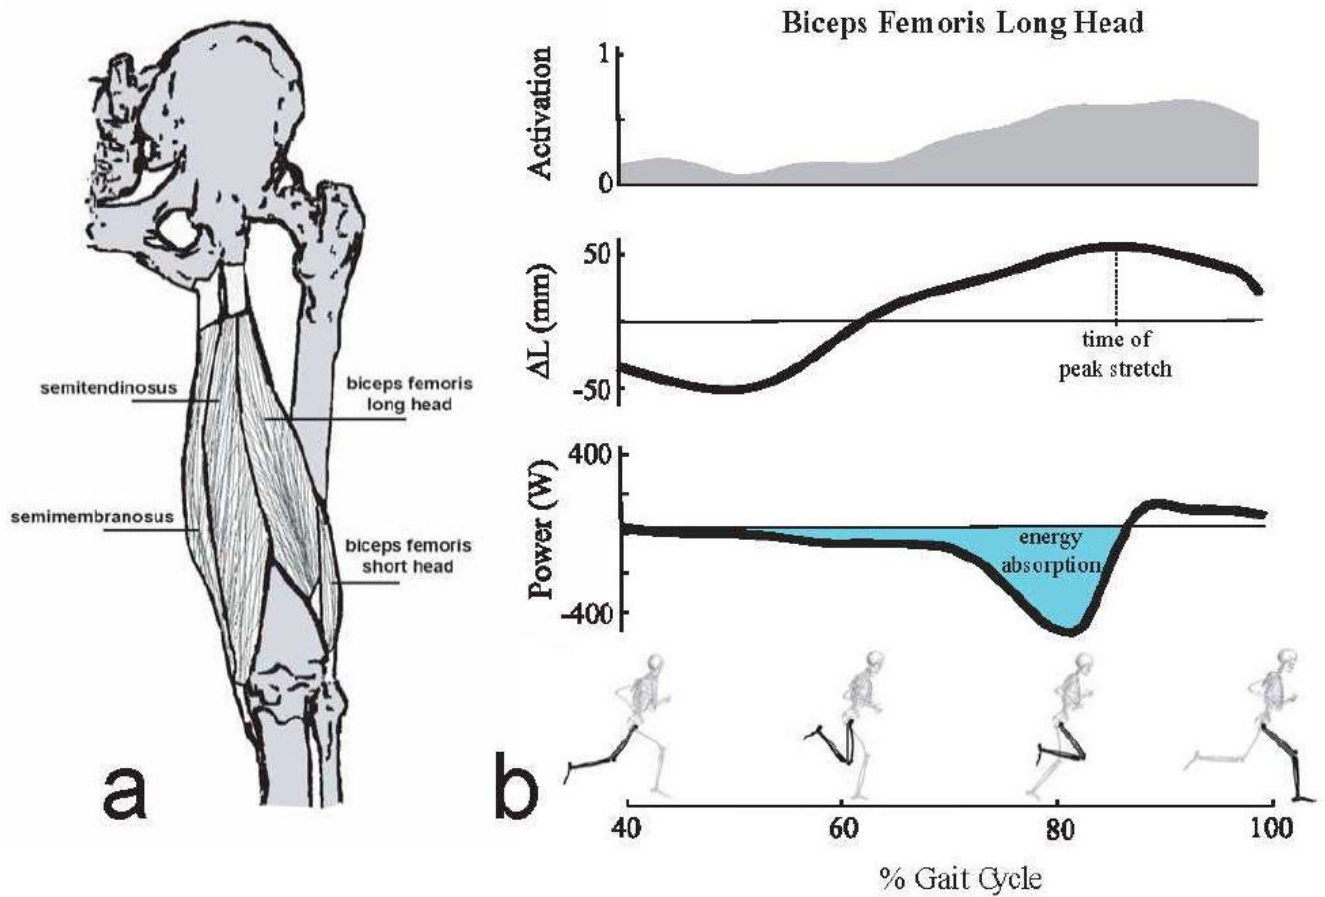 semitendinosus
biceps femoris
long head
semimembranosus
biceps femoris
short head
a
Biceps Femoris Long Head
Activation
1
0
ΔL (mm)
50
-50
time of
peak stretch
Power (W)
400
-400
energy
absorption
b
40
60
80
100
% Gait Cycle